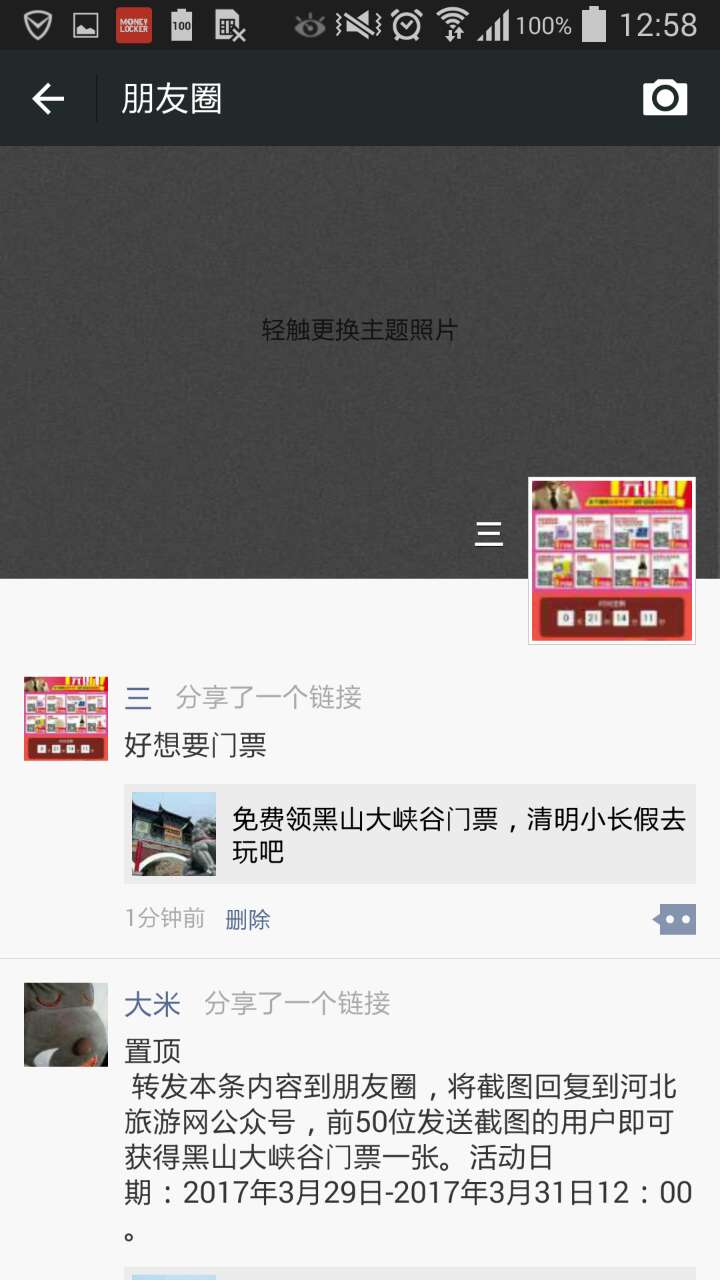 MONEY LOCKER
100
100%
12:58
朋友圈
轻触更换主题照片
三
0
21
14
11
三 分享了一个链接
好想要门票
免费领黑山大峡谷门票，清明小长假去
玩吧
1分钟前 删除
大米 分享了一个链接
置顶
转发本条内容到朋友圈，将截图回复到河北
旅游网公众号，前50位发送截图的用户即可
获得黑山大峡谷门票一张。活动日
期：2017年3月29日-2017年3月31日12：00
。